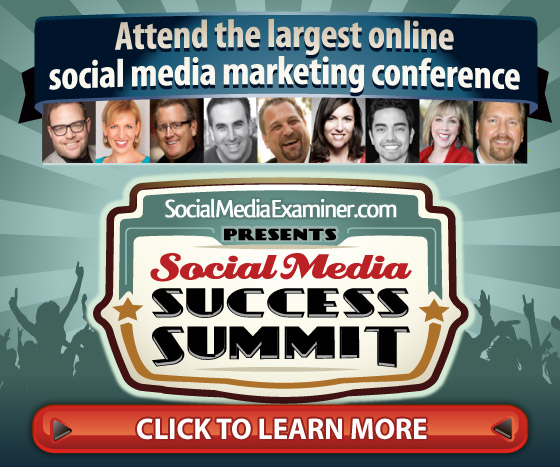 Attend the largest online
social media marketing conference
SocialMediaExaminer.com
PRESENTS
Social Media
SUCCESS
SUMMIT
CLICK TO LEARN MORE